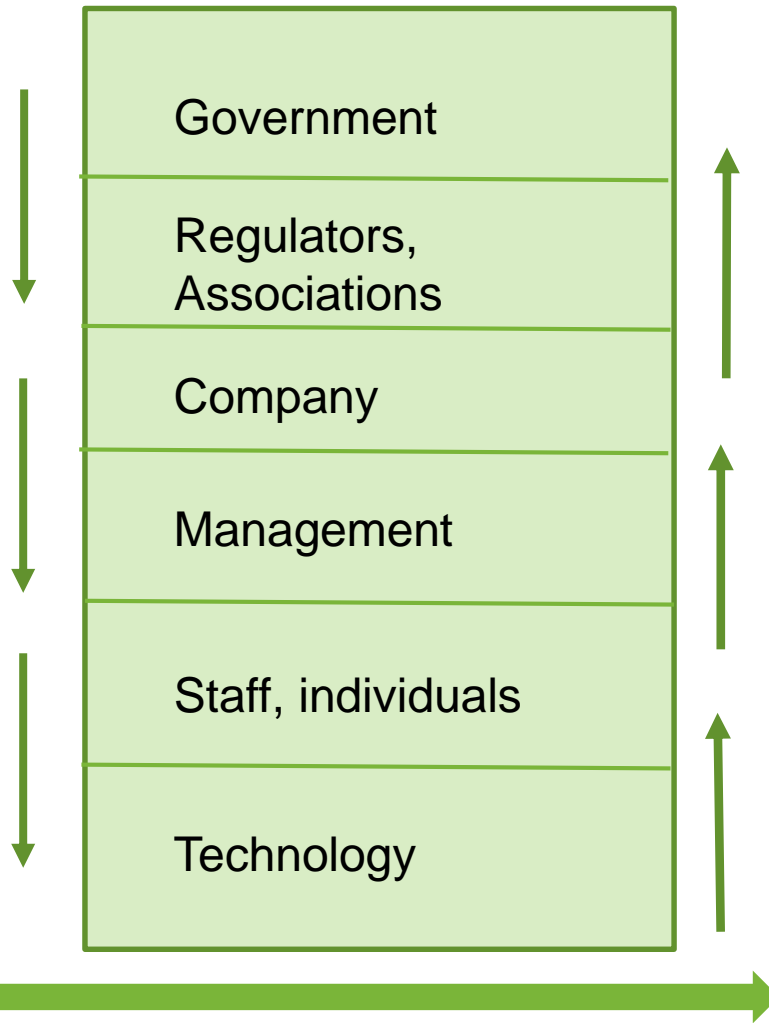 Government
Regulators,
Associations
Company
Management
Staff, individuals
Technology